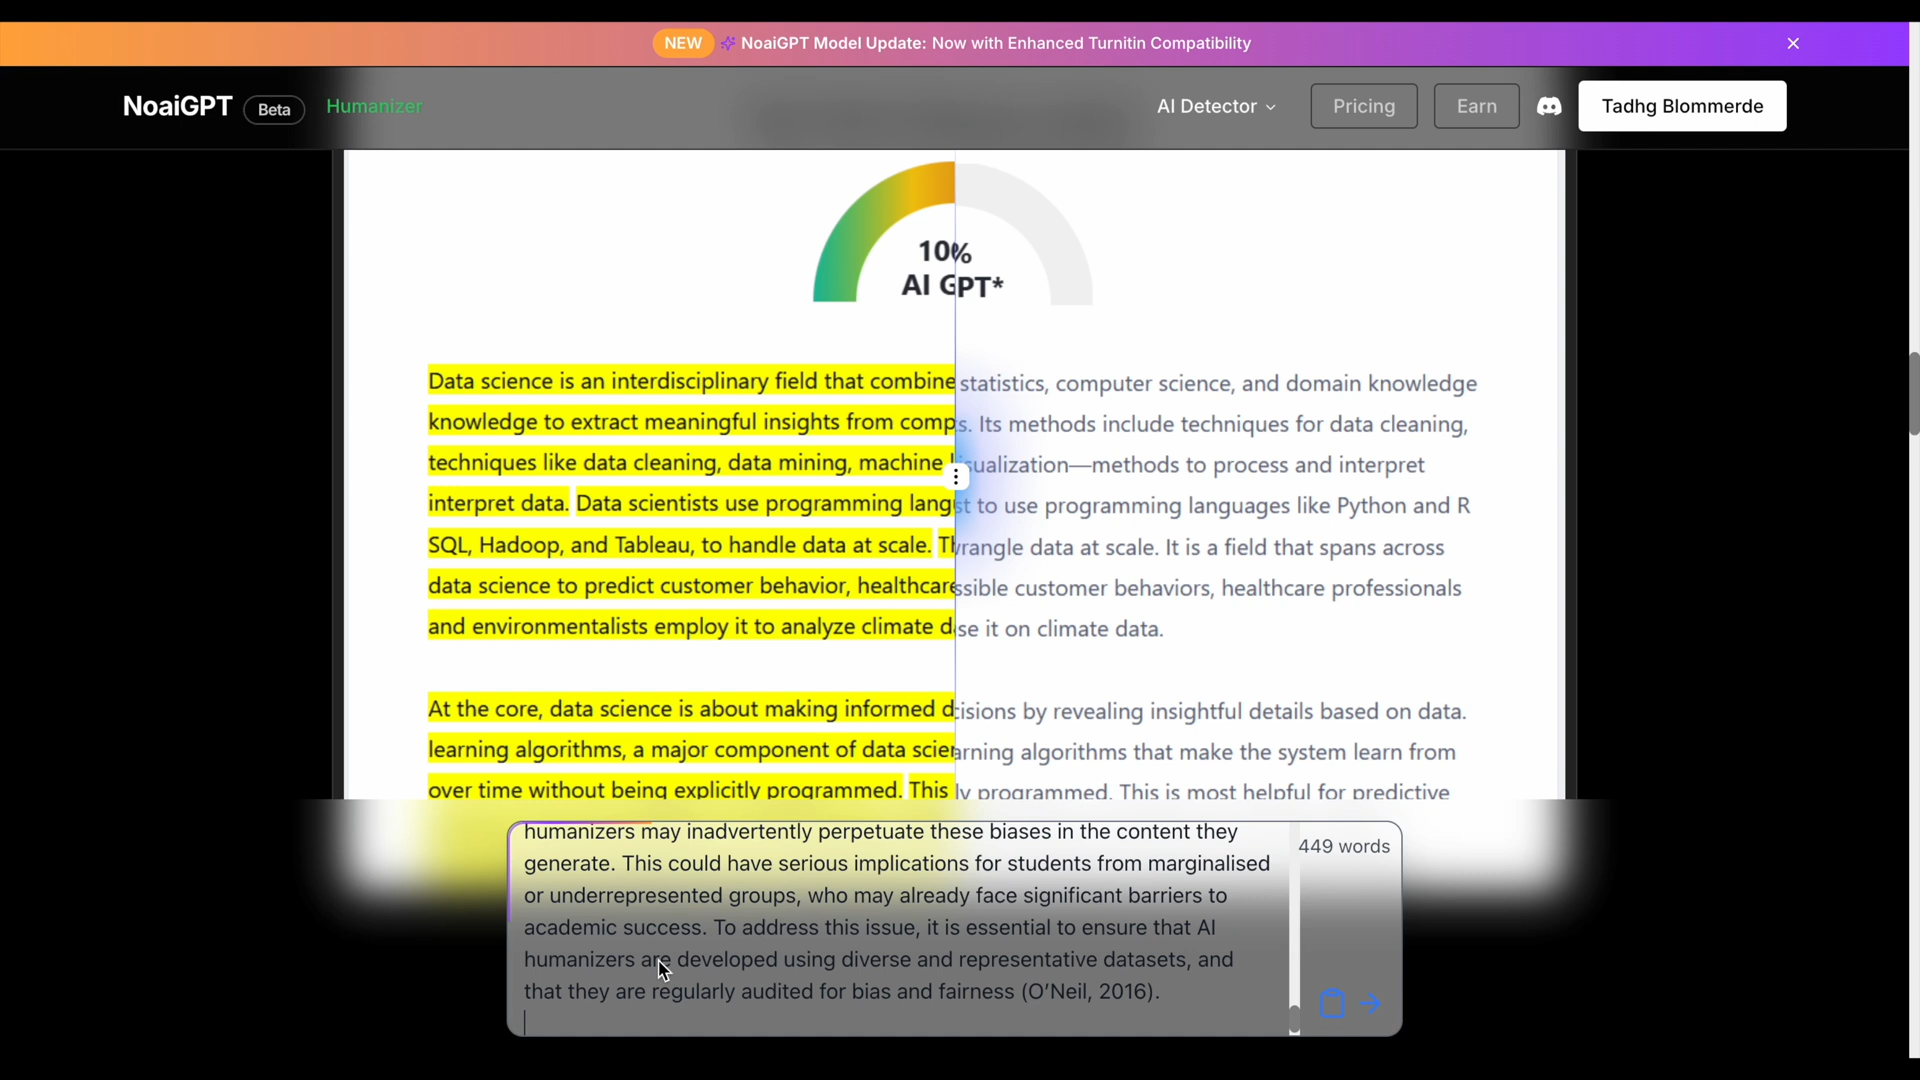 NEW NoaiGPT Model Update: Now with Enhanced Turnitin Compatibility
NoaiGPT Beta Humanizer AI Detector Pricing Earn Tadhg Blommerde
10%
AI GPT*
Data science is an interdisciplinary field that combine statistics, computer science, and domain knowledge
knowledge to extract meaningful insights from comp s. Its methods include techniques for data cleaning,
techniques like data cleaning, data mining, machine isualization—methods to process and interpret
interpret data. Data scientists use programming lang st to use programming languages like Python and R
SQL, Hadoop, and Tableau, to handle data at scale. Th wrangle data at scale. It is a field that spans across
data science to predict customer behavior, healthcare ssible customer behaviors, healthcare professionals
and environmentalists employ it to analyze climate d se it on climate data.
At the core, data science is about making informed d cisions by revealing insightful details based on data.
learning algorithms, a major component of data scien arning algorithms that make the system learn from
over time without being explicitly programmed. This ly programmed. This is most helpful for predictive
humanizers may inadvertently perpetuate these biases in the content they
generate. This could have serious implications for students from marginalised
or underrepresented groups, who may already face significant barriers to
academic success. To address this issue, it is essential to ensure that AI
humanizers are developed using diverse and representative datasets, and
that they are regularly audited for bias and fairness (O’Neil, 2016).
449 words